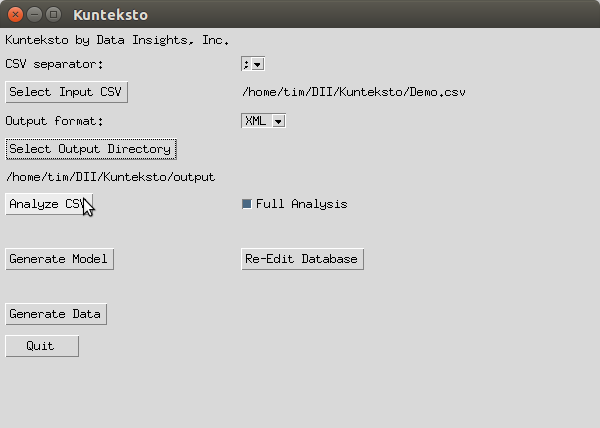 Kunteksto
Kunteksto by Data Insights, Inc.
CSV separator: ;
Select Input CSV /home/tim/DII/Kunteksto/Demo.csv
Output format: XML
Select Output Directory
/home/tim/DII/Kunteksto/output
Analyze CSV Full Analysis
Generate Model Re-Edit Database
Generate Data
Quit